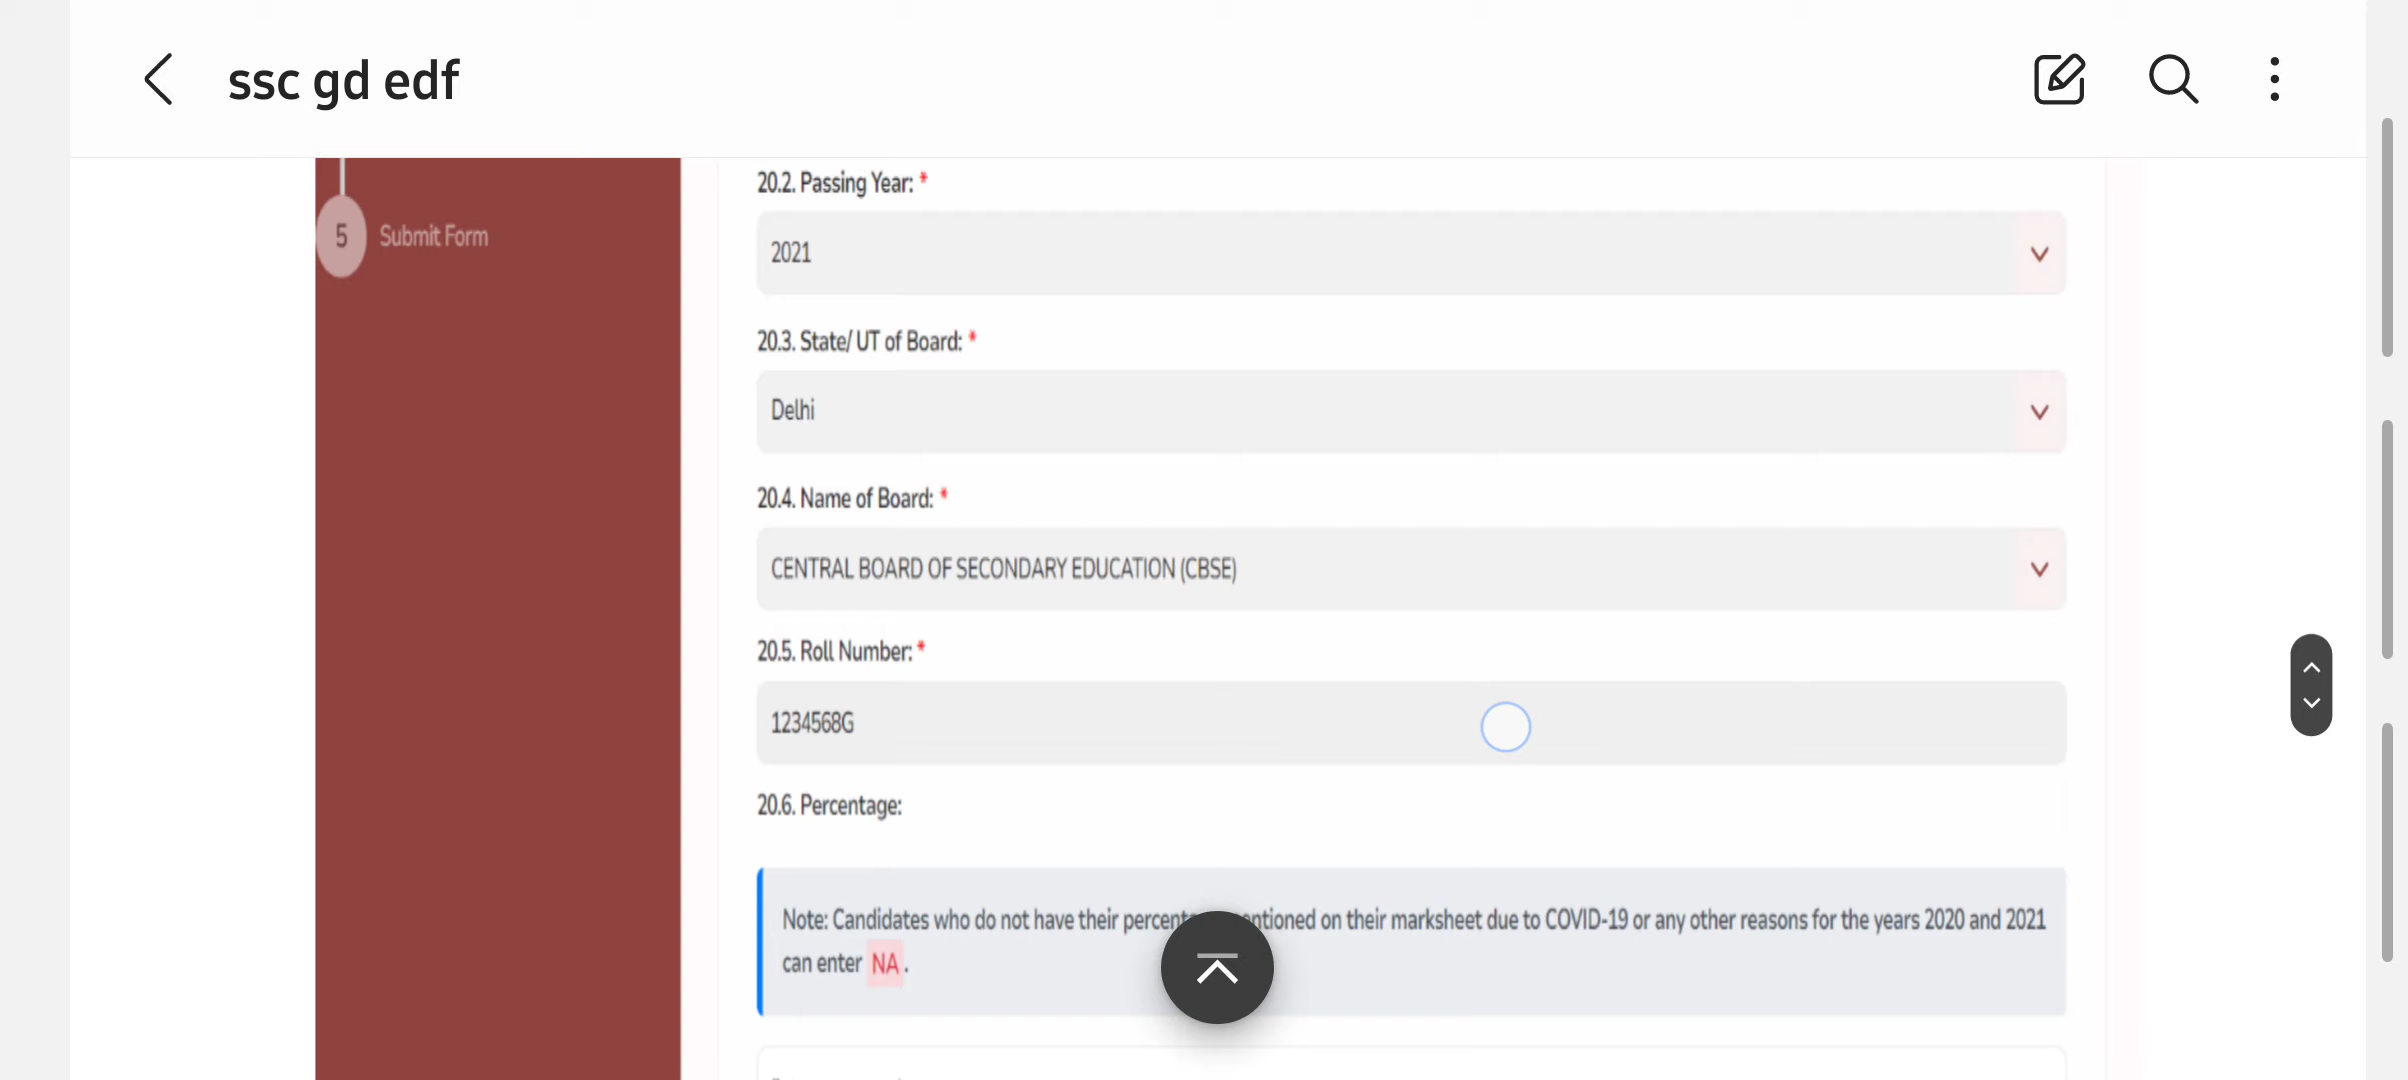 ssc gd edf
5 Submit Form
20.2. Passing Year: *
2021
20.3. State/ UT of Board: *
Delhi
20.4. Name of Board: *
CENTRAL BOARD OF SECONDARY EDUCATION (CBSE)
20.5. Roll Number: *
1234568G
20.6. Percentage:
Note: Candidates who do not have their on their marksheet due to COVID-19 or any other reasons for the years 2020 and 2021
can enter NA .